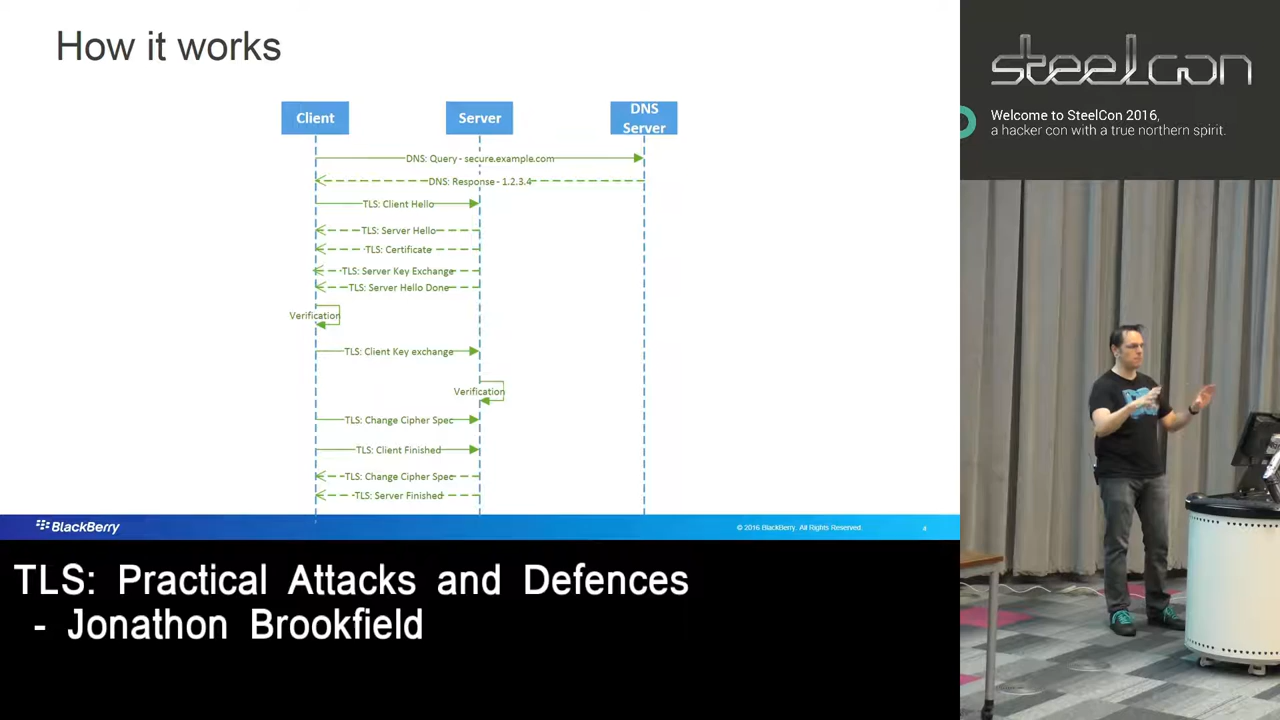 How it works
steelcon
Welcome to SteelCon 2016,
a hacker con with a true northern spirit.
Client
Server
DNS
Server
DNS: Query - secure.example.com
DNS: Response - 1.2.3.4
TLS: Client Hello
TLS: Server Hello
TLS: Certificate
TLS: Server Key Exchange
TLS: Server Hello Done
Verification
TLS: Client Key exchange
Verification
TLS: Change Cipher Spec
TLS: Client Finished
TLS: Change Cipher Spec
TLS: Server Finished
BlackBerry
© 2016 BlackBerry. All Rights Reserved.
4
TLS: Practical Attacks and Defences
- Jonathon Brookfield